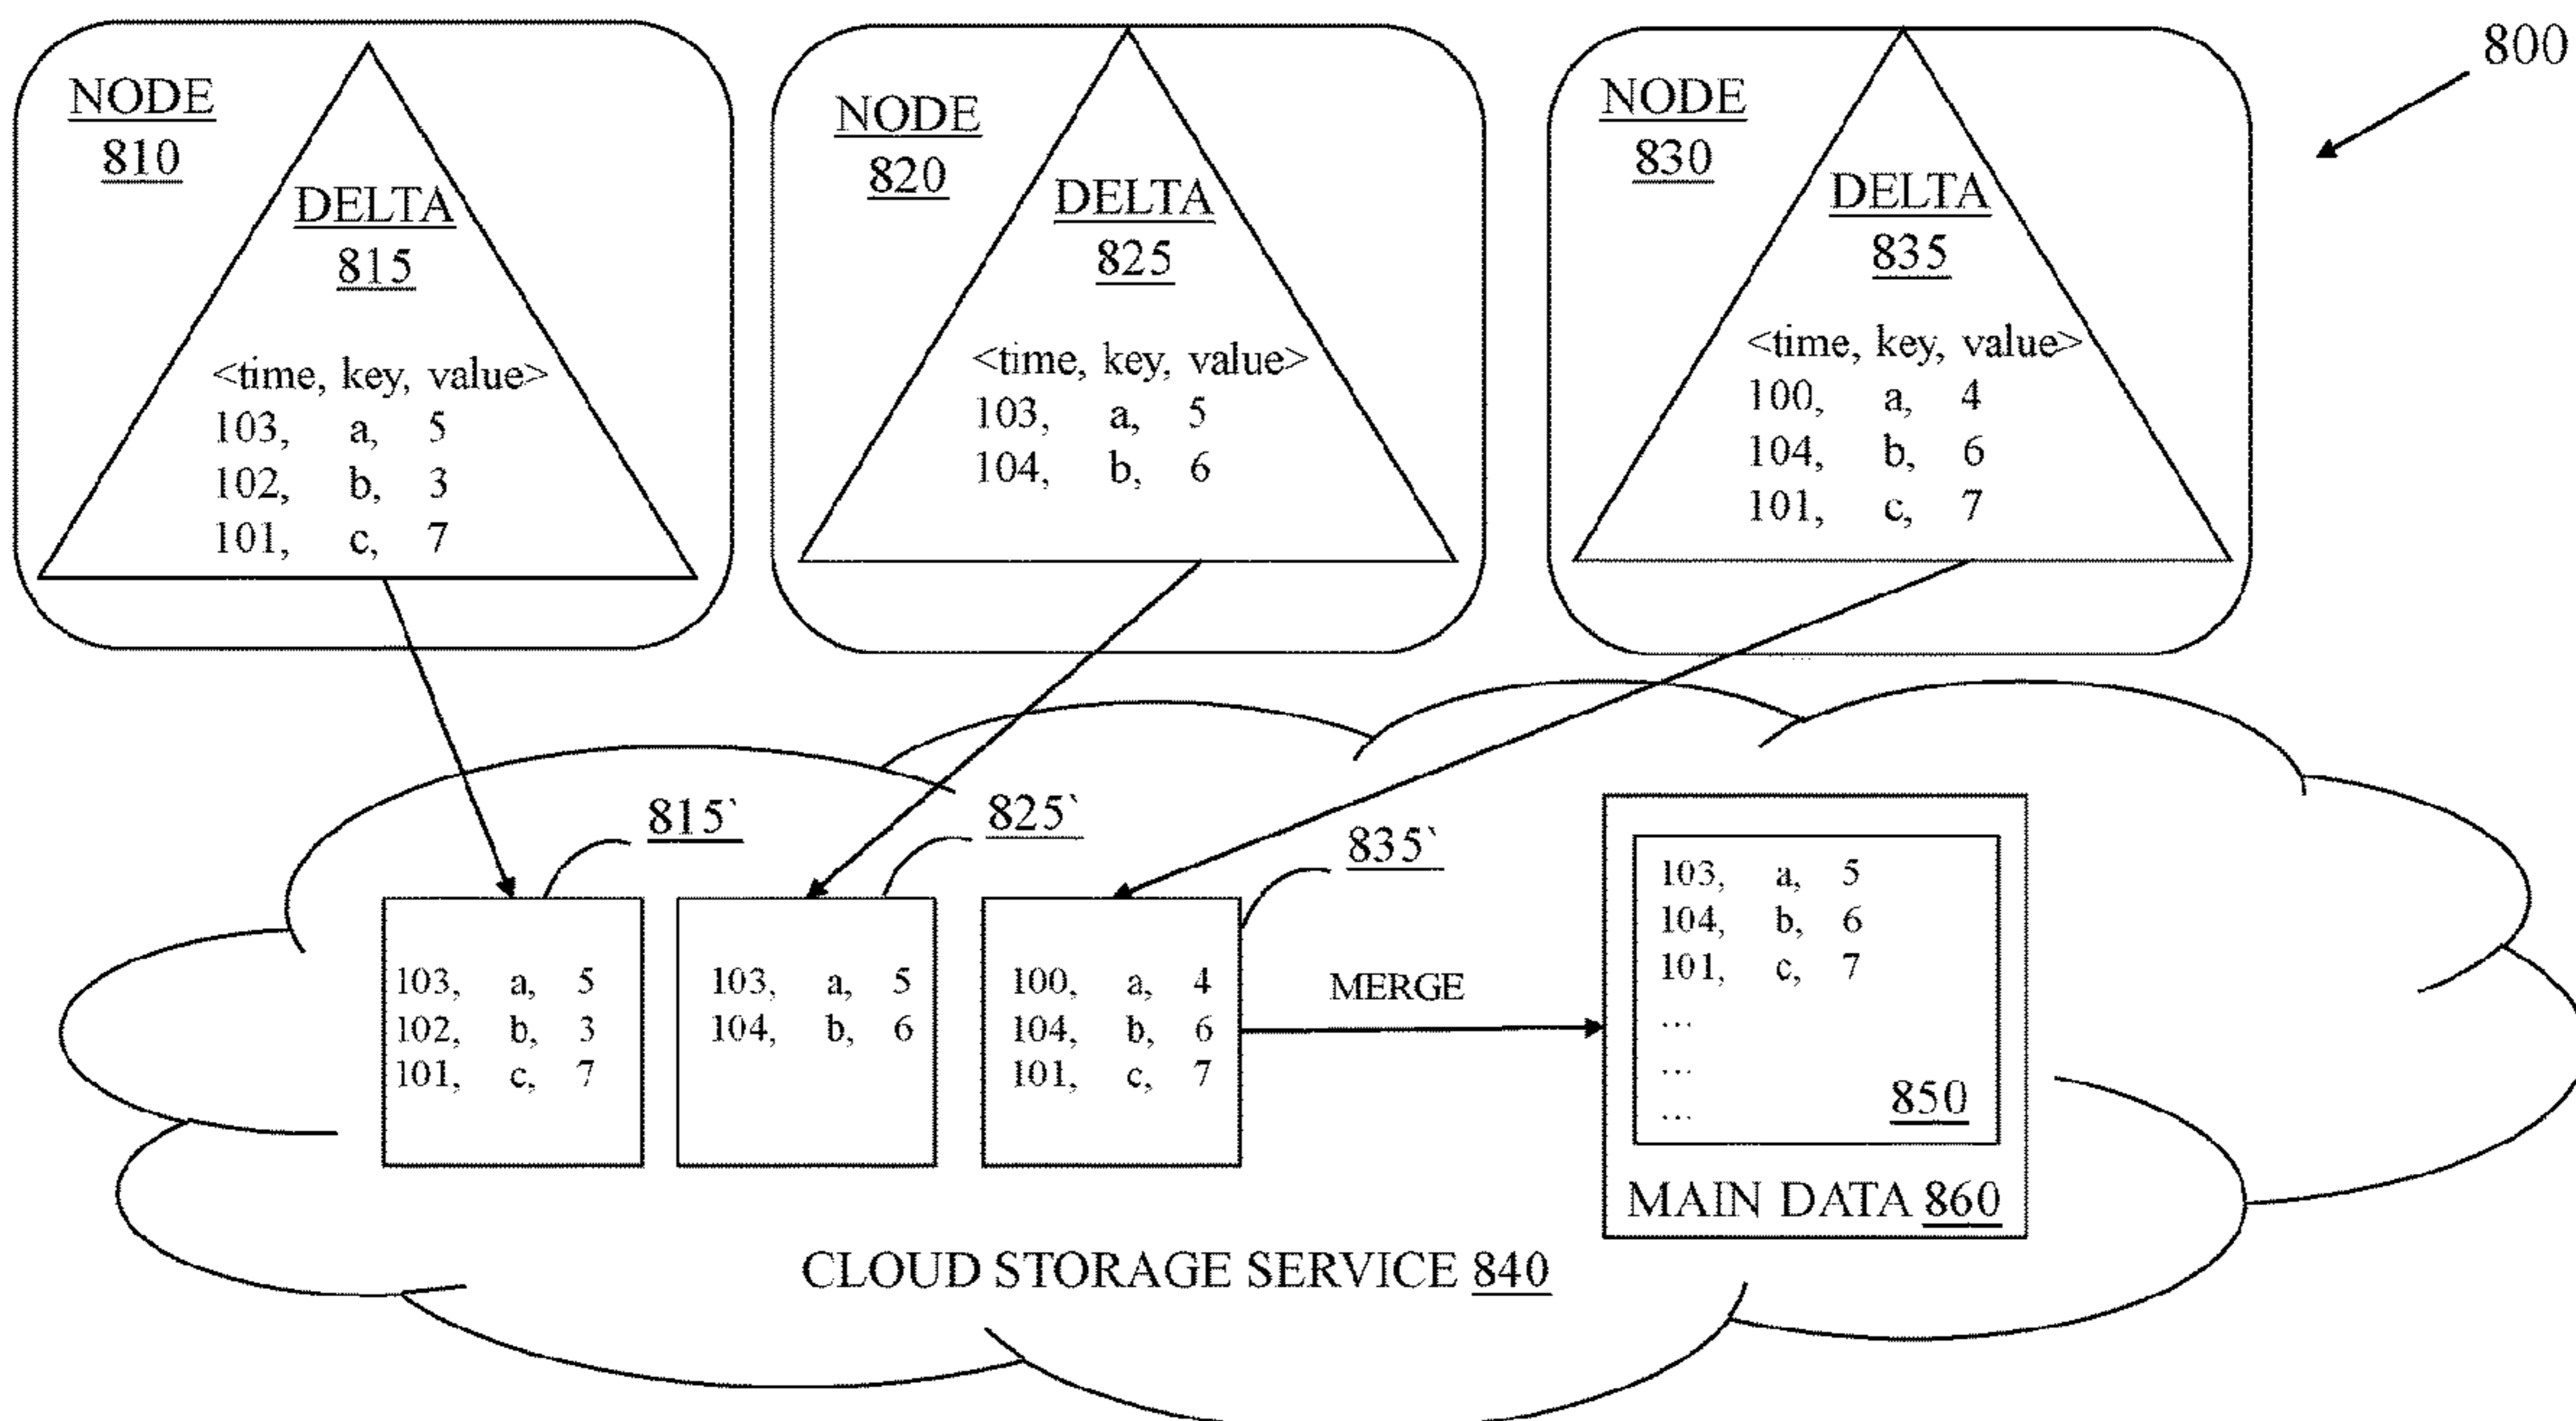 800
NODE
810
DELTA
815
<time, key, value>
103, a, 5
102, b, 3
101, c, 7
NODE
820
DELTA
825
<time, key, value>
103, a, 5
104, b, 6
NODE
830
DELTA
835
<time, key, value>
100, a, 4
104, b, 6
101, c, 7
815`
103, a, 5
102, b, 3
101, c, 7
825`
103, a, 5
104, b, 6
835`
100, a, 4
104, b, 6
101, c, 7
MERGE
103, a, 5
104, b, 6
101, c, 7
...
...
...
850
MAIN DATA 860
CLOUD STORAGE SERVICE 840